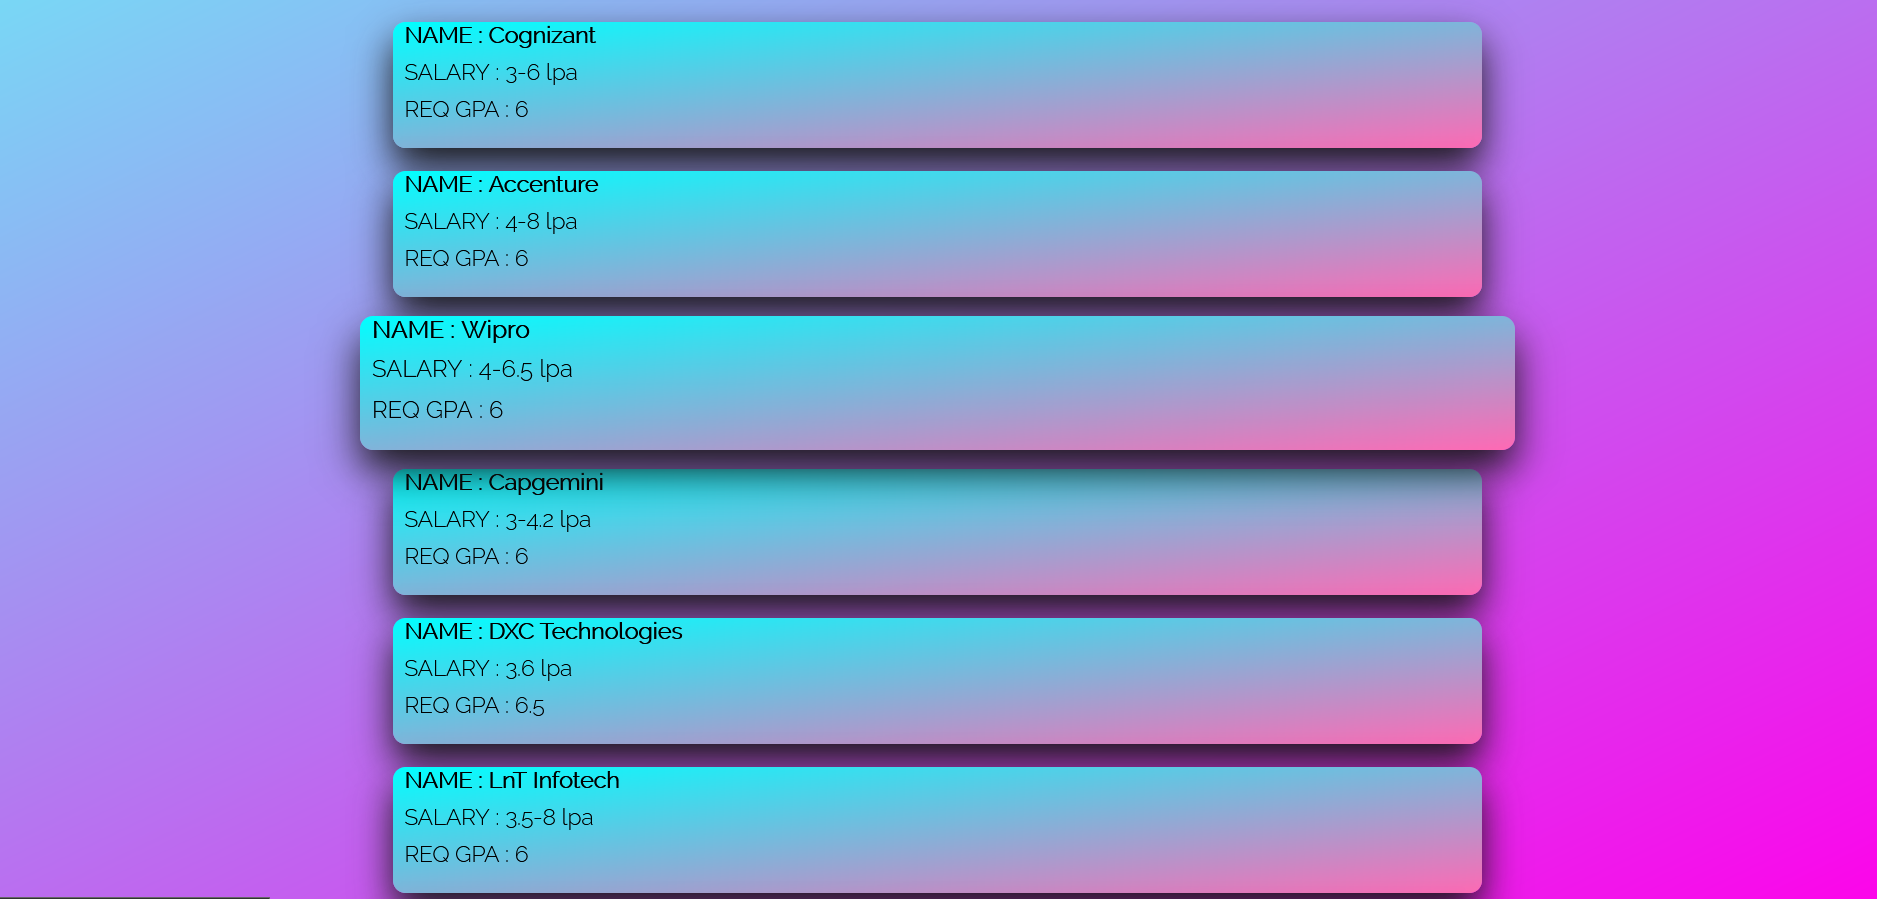 NAME : Cognizant
SALARY : 3-6 lpa
REQ GPA : 6
NAME : Accenture
SALARY : 4-8 lpa
REQ GPA : 6
NAME : Wipro
SALARY : 4-6.5 lpa
REQ GPA : 6
NAME : Capgemini
SALARY : 3-4.2 lpa
REQ GPA : 6
NAME : DXC Technologies
SALARY : 3.6 lpa
REQ GPA : 6.5
NAME : LnT Infotech
SALARY : 3.5-8 lpa
REQ GPA : 6